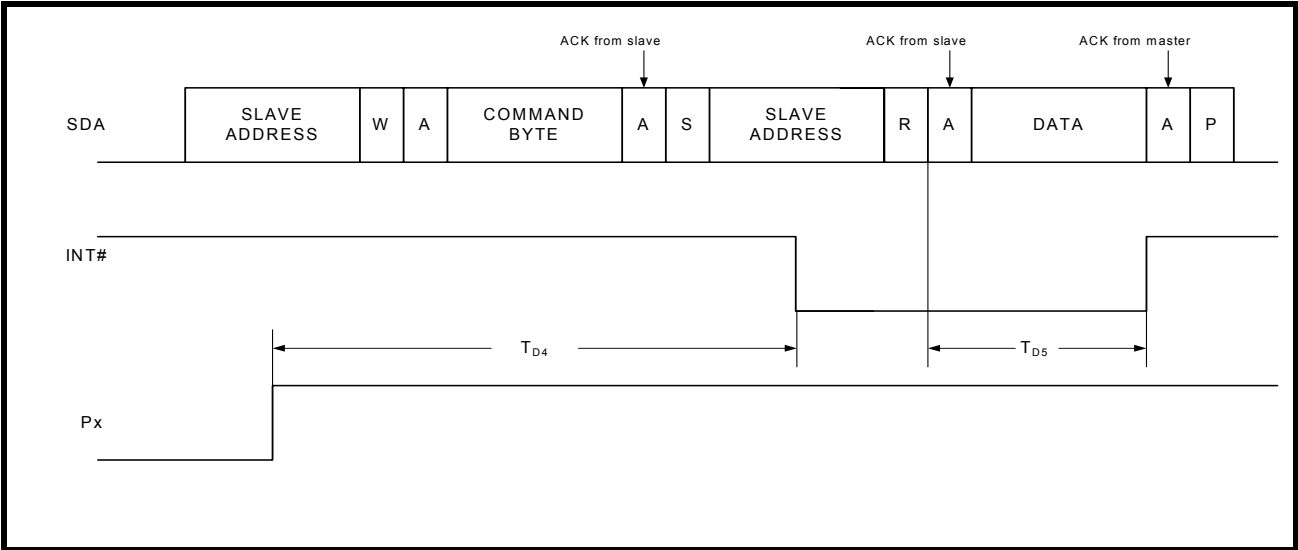 ACK from slave ACK from slave ACK from master
SDA
SLAVE ADDRESS
W
A
COMMAND BYTE
A
S
SLAVE ADDRESS
R
A
DATA
A
P
INT#
TD4
TD5
Px